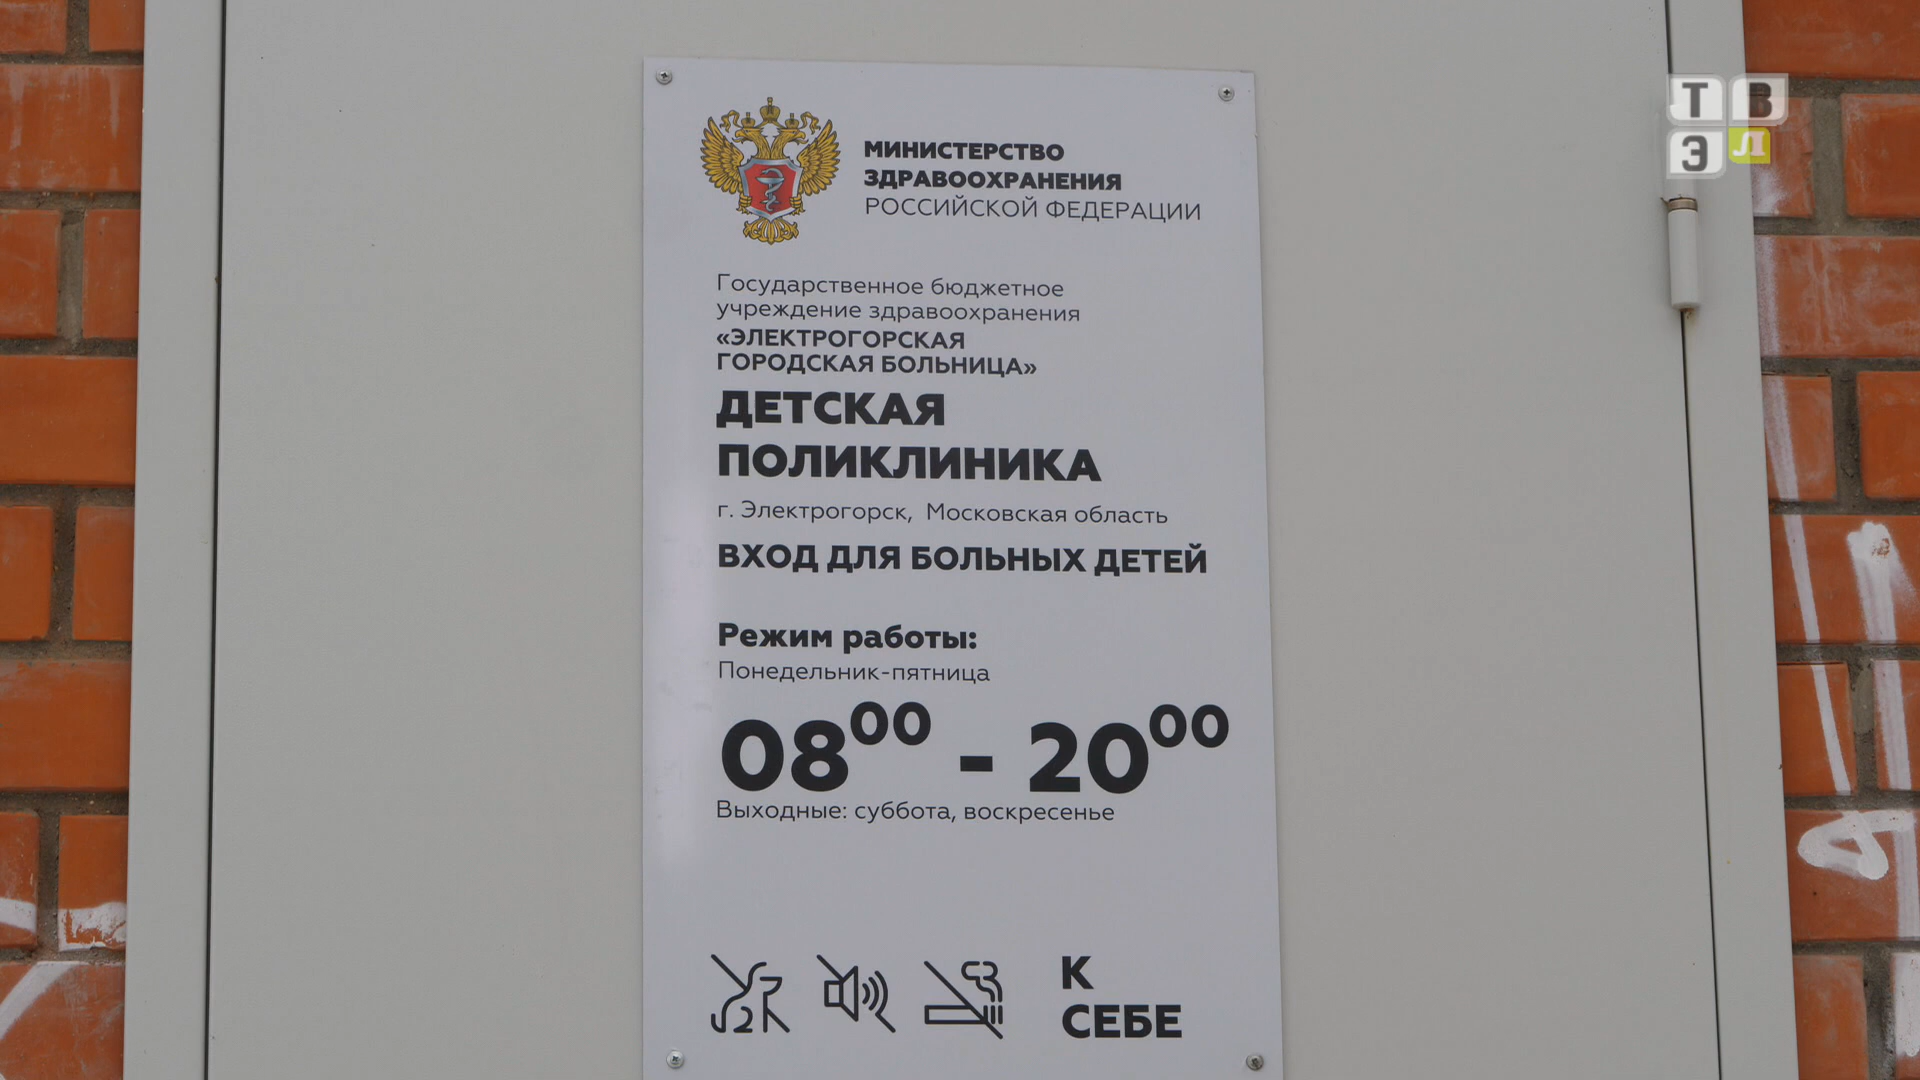 ТВ
ЭЛ
МИНИСТЕРСТВО
ЗДРАВООХРАНЕНИЯ
РОССИЙСКОЙ ФЕДЕРАЦИИ
Государственное бюджетное
учреждение здравоохранения
«ЭЛЕКТРОГОРСКАЯ
ГОРОДСКАЯ БОЛЬНИЦА»
ДЕТСКАЯ
ПОЛИКЛИНИКА
г. Электрогорск, Московская область
ВХОД ДЛЯ БОЛЬНЫХ ДЕТЕЙ
Режим работы:
Понедельник-пятница
08⁰⁰ - 20⁰⁰
Выходные: суббота, воскресенье
К
СЕБЕ